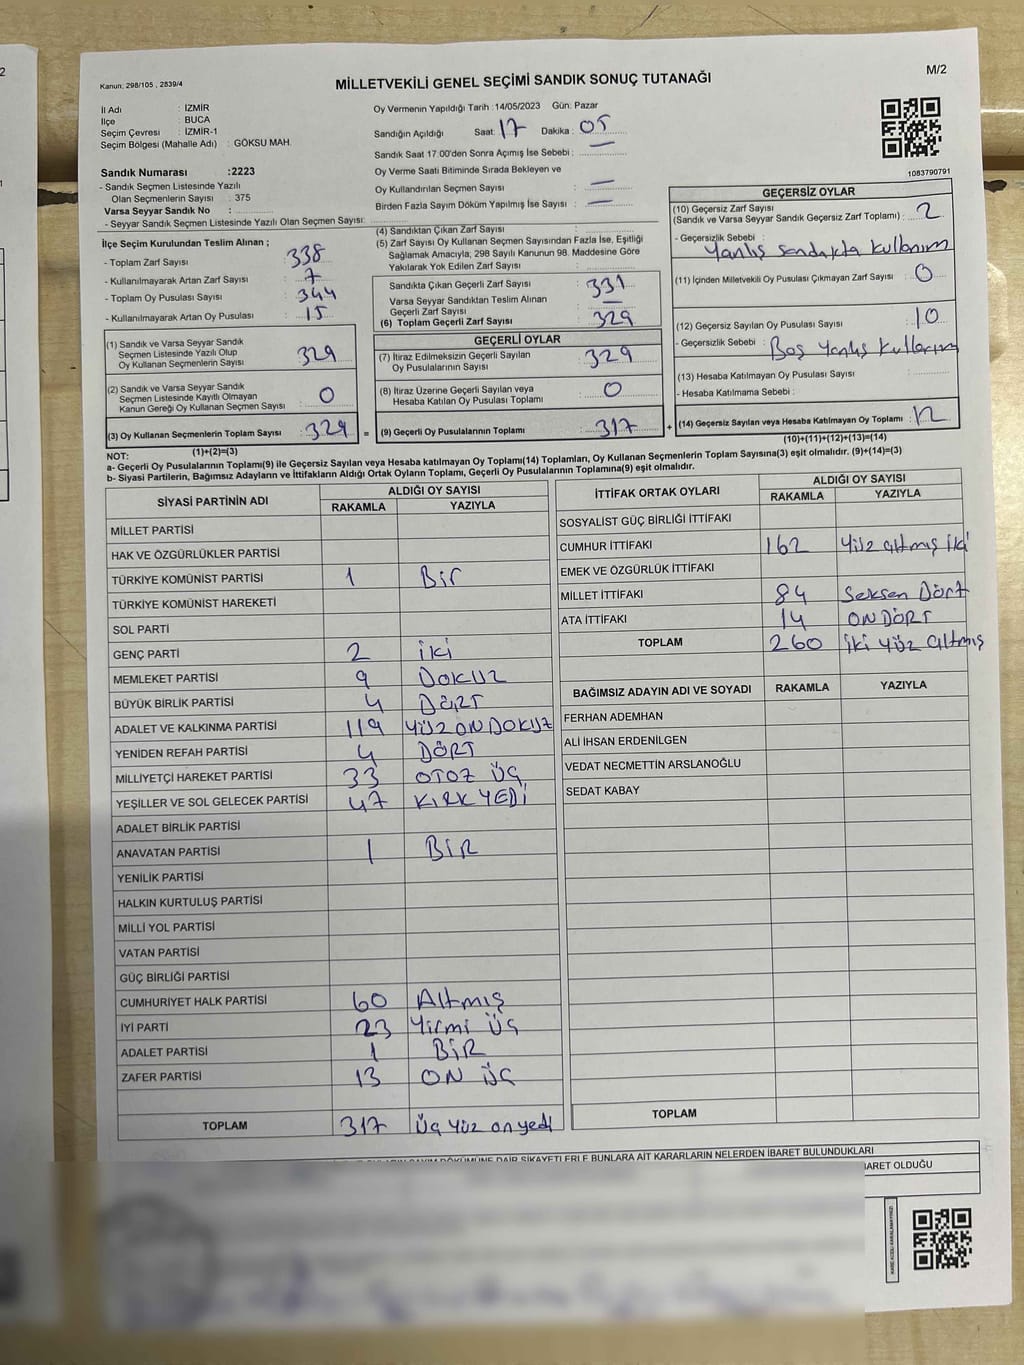 Kanun: 298/105 , 2839/4
MİLLETVEKİLİ GENEL SEÇİMİ SANDIK SONUÇ TUTANAĞI
M/2
İl Adı : İZMİR
İlçe : BUCA
Seçim Çevresi : İZMİR-1
Seçim Bölgesi (Mahalle Adı) : GÖKSU MAH.
Oy Vermenin Yapıldığı Tarih :14/05/2023 Gün: Pazar
Sandığın Açıldığı Saat: 17 Dakika : 05
Sandık Saat 17:00'den Sonra Açımış İse Sebebi :
Oy Verme Saati Bitiminde Sırada Bekleyen ve
Oy Kullandırılan Seçmen Sayısı : —
Birden Fazla Sayım Döküm Yapılmış İse Sayısı : —
1083790791
Sandık Numarası :2223
- Sandık Seçmen Listesinde Yazılı
Olan Seçmenlerin Sayısı : 375
Varsa Seyyar Sandık No :
- Seyyar Sandık Seçmen Listesinde Yazılı Olan Seçmen Sayısı:
İlçe Seçim Kurulundan Teslim Alınan ;
- Toplam Zarf Sayısı : 338
- Kullanılmayarak Artan Zarf Sayısı : 7
- Toplam Oy Pusulası Sayısı : 344
- Kullanılmayarak Artan Oy Pusulası : 15
(1) Sandık ve Varsa Seyyar Sandık
Seçmen Listesinde Yazılı Olup
Oy Kullanan Seçmenlerin Sayısı : 329
(2) Sandık ve Varsa Seyyar Sandık
Seçmen Listesinde Kayıtlı Olmayan
Kanun Gereği Oy Kullanan Seçmen Sayısı : 0
(3) Oy Kullanan Seçmenlerin Toplam Sayısı : 329
(1)+(2)=(3)
(4) Sandıktan Çıkan Zarf Sayısı :
(5) Zarf Sayısı Oy Kullanan Seçmen Sayısından Fazla İse, Eşitliği
Sağlamak Amacıyla; 298 Sayılı Kanunun 98. Maddesine Göre
Yakılarak Yok Edilen Zarf Sayısı :
Sandıkta Çıkan Geçerli Zarf Sayısı : 331
Varsa Seyyar Sandıktan Teslim Alınan
Geçerli Zarf Sayısı : —
(6) Toplam Geçerli Zarf Sayısı : 329
GEÇERLİ OYLAR
(7) İtiraz Edilmeksizin Geçerli Sayılan
Oy Pusulalarının Sayısı : 329
(8) İtiraz Üzerine Geçerli Sayılan veya
Hesaba Katılan Oy Pusulası Toplamı : 0
= (9) Geçerli Oy Pusulalarının Toplamı : 317 +
GEÇERSİZ OYLAR
(10) Geçersiz Zarf Sayısı
(Sandık ve Varsa Seyyar Sandık Geçersiz Zarf Toplamı) : 2
- Geçersizlik Sebebi :
Yanlış sandıkta kullanım
(11) İçinden Milletvekili Oy Pusulası Çıkmayan Zarf Sayısı : 0
(12) Geçersiz Sayılan Oy Pusulası Sayısı : 10
- Geçersizlik Sebebi : Boş Yanlış kullanım
(13) Hesaba Katılmayan Oy Pusulası Sayısı :
- Hesaba Katılmama Sebebi :
(14) Geçersiz Sayılan veya Hesaba Katılmayan Oy Toplamı : 12
(10)+(11)+(12)+(13)=(14)
NOT:
a- Geçerli Oy Pusulalarının Toplamı(9) ile Geçersiz Sayılan veya Hesaba katılmayan Oy Toplamı(14) Toplamları, Oy Kullanan Seçmenlerin Toplam Sayısına(3) eşit olmalıdır. (9)+(14)=(3)
b- Siyasi Partilerin, Bağımsız Adayların ve İttifakların Aldığı Ortak Oyların Toplamı, Geçerli Oy Pusulalarının Toplamına(9) eşit olmalıdır.
SİYASİ PARTİNİN ADI ALDIĞI OY SAYISI
RAKAMLA YAZIYLA
MİLLET PARTİSİ
HAK VE ÖZGÜRLÜKLER PARTİSİ
TÜRKİYE KOMÜNİST PARTİSİ 1 Bir
TÜRKİYE KOMÜNİST HAREKETİ
SOL PARTİ
GENÇ PARTİ 2 iki
MEMLEKET PARTİSİ 9 DOKUZ
BÜYÜK BİRLİK PARTİSİ 4 DÖRT
ADALET VE KALKINMA PARTİSİ 119 YÜZ ON DOKUZ
YENİDEN REFAH PARTİSİ 4 DÖRT
MİLLİYETÇİ HAREKET PARTİSİ 33 OTOZ ÜÇ
YEŞİLLER VE SOL GELECEK PARTİSİ 47 KIRK YEDİ
ADALET BİRLİK PARTİSİ
ANAVATAN PARTİSİ 1 BİR
YENİLİK PARTİSİ
HALKIN KURTULUŞ PARTİSİ
MİLLİ YOL PARTİSİ
VATAN PARTİSİ
GÜÇ BİRLİĞİ PARTİSİ
CUMHURİYET HALK PARTİSİ 60 Altmış
İYİ PARTİ 23 Yirmi üç
ADALET PARTİSİ 1 BİR
ZAFER PARTİSİ 13 ON ÜÇ
TOPLAM 317 Üç yüz onyedi
İTTİFAK ORTAK OYLARI ALDIĞI OY SAYISI
RAKAMLA YAZIYLA
SOSYALİST GÜÇ BİRLİĞİ İTTİFAKI
CUMHUR İTTİFAKI 162 Yüz altmış iki
EMEK VE ÖZGÜRLÜK İTTİFAKI
MİLLET İTTİFAKI 84 Seksen Dört
ATA İTTİFAKI 14 ON DÖRT
TOPLAM 260 iki yüz altmış
BAĞIMSIZ ADAYIN ADI VE SOYADI RAKAMLA YAZIYLA
FERHAN ADEMHAN
ALİ İHSAN ERDENİLGEN
VEDAT NECMETTİN ARSLANOĞLU
SEDAT KABAY
TOPLAM
DÖKÜMÜNE DAİR ŞİKAYETLERLE BUNLARA AİT KARARLARIN NELERDEN İBARET BULUNDUKLARI
İBARET OLDUĞU